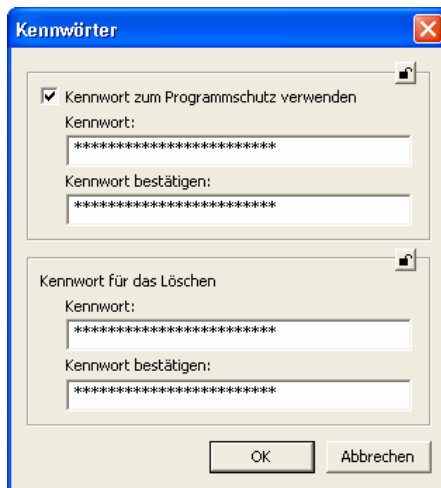 Kennwörter
Kennwort zum Programmschutz verwenden
Kennwort:
************************
Kennwort bestätigen:
************************
Kennwort für das Löschen
Kennwort:
************************
Kennwort bestätigen:
************************
OK
Abbrechen